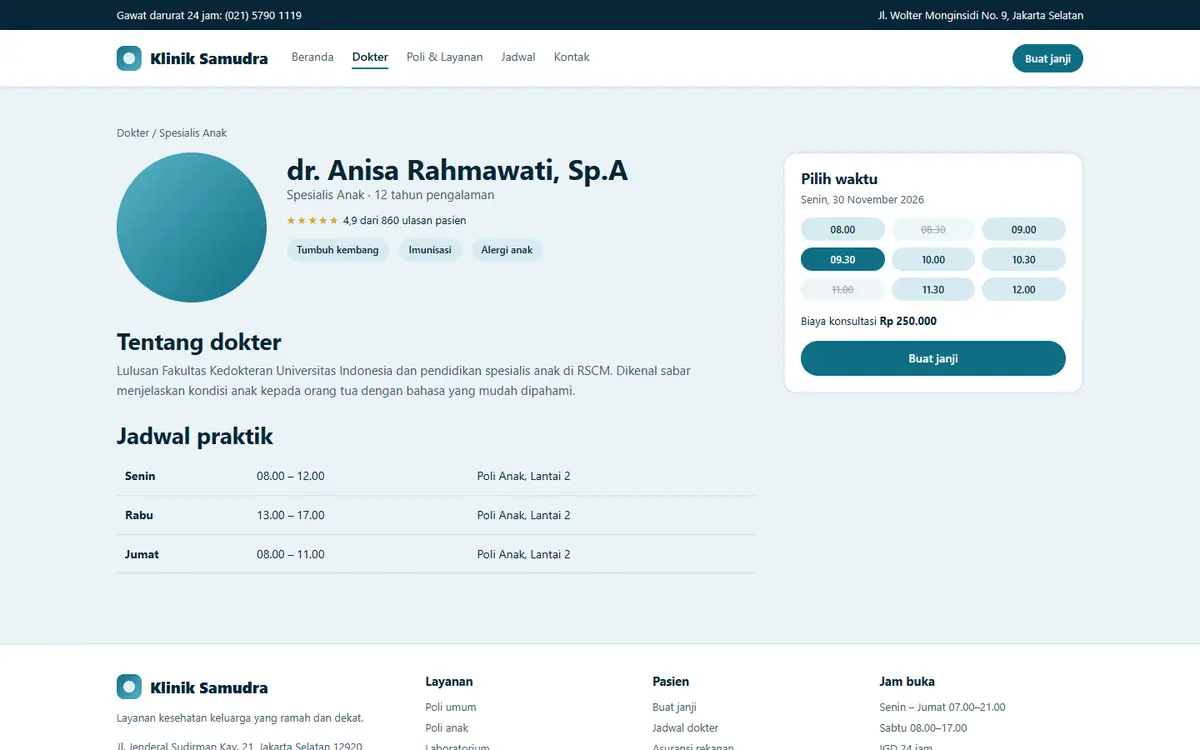 Gawat darurat 24 jam: (021) 5790 1119
Jl. Wolter Monginsidi No. 9, Jakarta Selatan
Klinik Samudra
Beranda
Dokter
Poli & Layanan
Jadwal
Kontak
Buat janji
Dokter / Spesialis Anak
dr. Anisa Rahmawati, Sp.A
Spesialis Anak · 12 tahun pengalaman
★★★★★ 4,9 dari 860 ulasan pasien
Tumbuh kembang
Imunisasi
Alergi anak
Tentang dokter
Lulusan Fakultas Kedokteran Universitas Indonesia dan pendidikan spesialis anak di RSCM. Dikenal sabar
menjelaskan kondisi anak kepada orang tua dengan bahasa yang mudah dipahami.
Jadwal praktik
Senin 08.00 – 12.00 Poli Anak, Lantai 2
Rabu 13.00 – 17.00 Poli Anak, Lantai 2
Jumat 08.00 – 11.00 Poli Anak, Lantai 2
Pilih waktu
Senin, 30 November 2026
08.00 08.30 09.00
09.30 10.00 10.30
11.00 11.30 12.00
Biaya konsultasi Rp 250.000
Buat janji
Klinik Samudra
Layanan kesehatan keluarga yang ramah dan dekat.
Jl. Jenderal Sudirman Kav. 21, Jakarta Selatan 12920
Layanan
Poli umum
Poli anak
Laboratorium
Pasien
Buat janji
Jadwal dokter
Asuransi rekanan
Jam buka
Senin – Jumat 07.00–21.00
Sabtu 08.00–17.00
IGD 24 jam